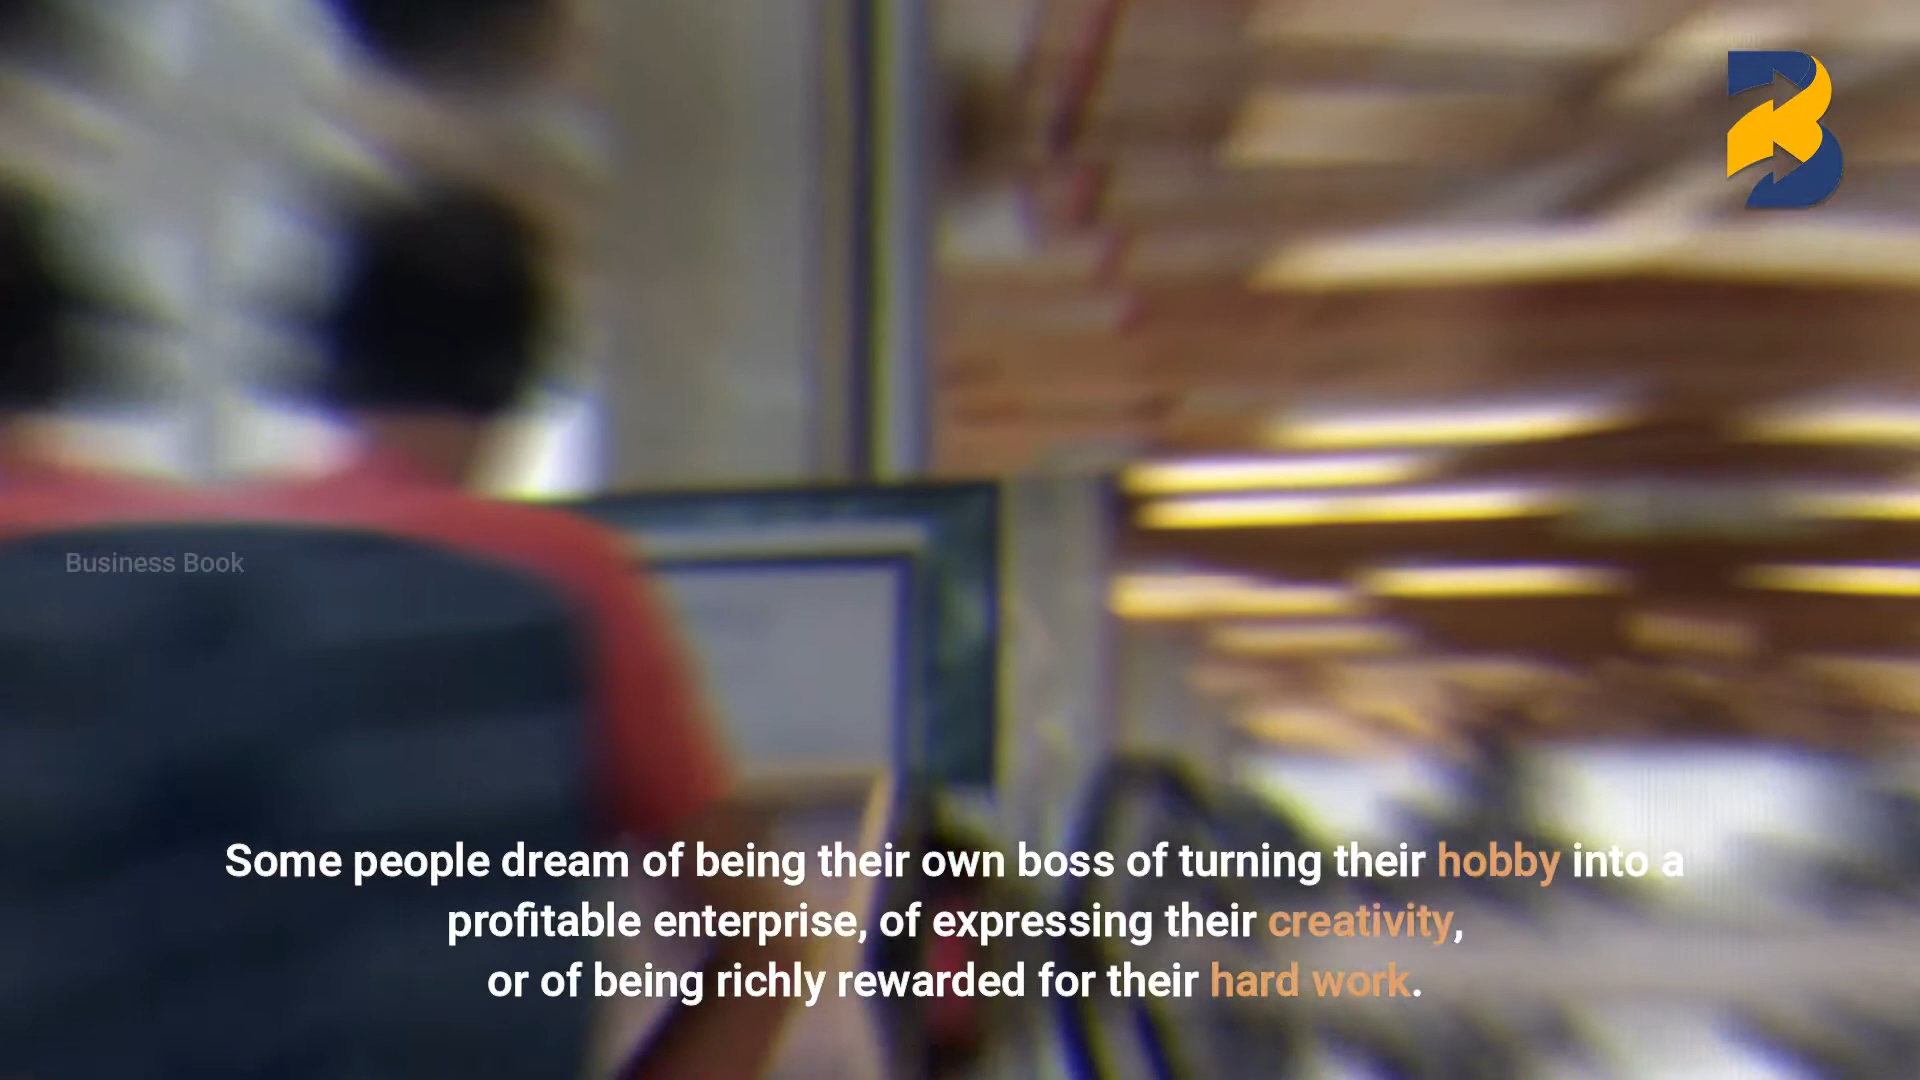 Business Book
Some people dream of being their own boss of turning their hobby into a
profitable enterprise, of expressing their creativity,
or of being richly rewarded for their hard work.